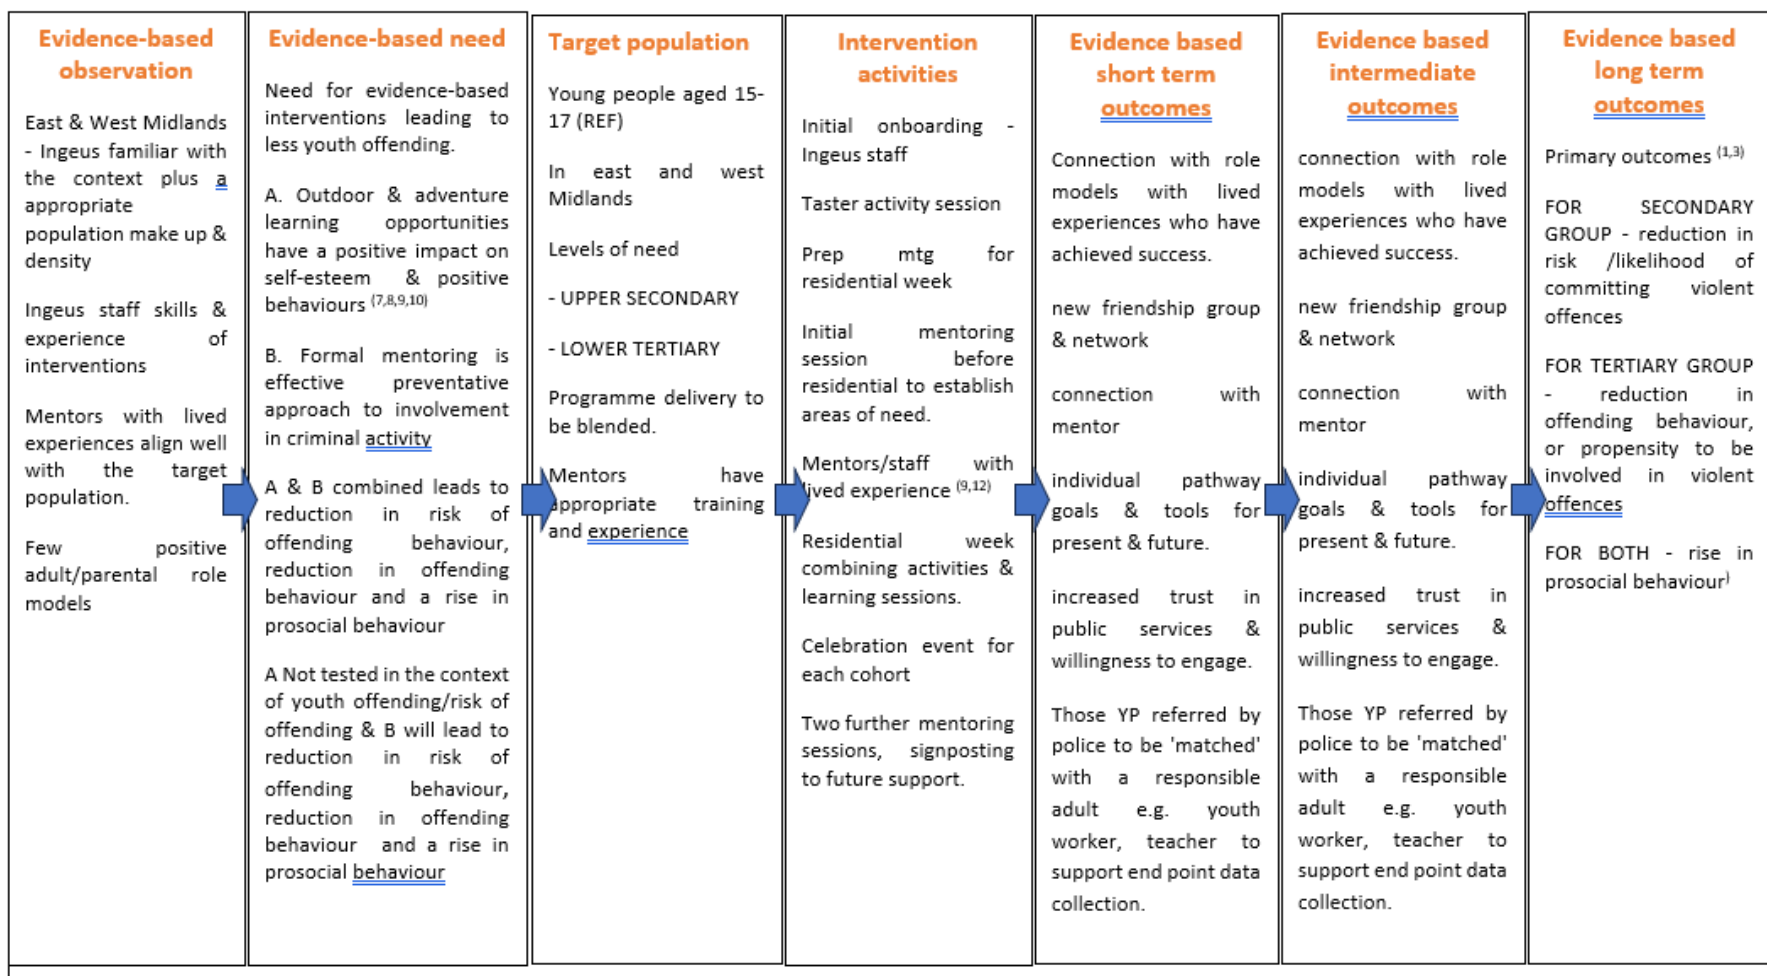 Evidence-based
observation
East & West Midlands
- Ingeus familiar with
the context plus a
appropriate
population make up &
density
Ingeus staff skills &
experience of
interventions
Mentors with lived
experiences align well
with the target
population.
Few positive
adult/parental role
models
Evidence-based need
Need for evidence-based
interventions leading to
less youth offending.
A. Outdoor & adventure
learning opportunities
have a positive impact on
self-esteem & positive
behaviours (7,8,9,10)
B. Formal mentoring is
effective preventative
approach to involvement
in criminal activity
A & B combined leads to
reduction in risk of
offending behaviour,
reduction in offending
behaviour and a rise in
prosocial behaviour
A Not tested in the context
of youth offending/risk of
offending & B will lead to
reduction in risk of
offending behaviour,
reduction in offending
behaviour and a rise in
prosocial behaviour
Target population
Young people aged 15-
17 (REF)
In east and west
Midlands
Levels of need
- UPPER SECONDARY
- LOWER TERTIARY
Programme delivery to
be blended.
Mentors have
appropriate training
and experience
Intervention
activities
Initial onboarding -
Ingeus staff
Taster activity session
Prep mtg for
residential week
Initial mentoring
session before
residential to establish
areas of need.
Mentors/staff with
lived experience (9,12)
Residential week
combining activities &
learning sessions.
Celebration event for
each cohort
Two further mentoring
sessions, signposting
to future support.
Evidence based
short term
outcomes
Connection with role
models with lived
experiences who have
achieved success.
new friendship group
& network
connection with
mentor
individual pathway
goals & tools for
present & future.
increased trust in
public services &
willingness to engage.
Those YP referred by
police to be 'matched'
with a responsible
adult e.g. youth
worker, teacher to
support end point data
collection.
Evidence based
intermediate
outcomes
connection with role
models with lived
experiences who have
achieved success.
new friendship group
& network
connection with
mentor
individual pathway
goals & tools for
present & future.
increased trust in
public services &
willingness to engage.
Those YP referred by
police to be 'matched'
with a responsible
adult e.g. youth
worker, teacher to
support end point data
collection.
Evidence based
long term
outcomes
Primary outcomes (1,3)
FOR SECONDARY
GROUP - reduction in
risk /likelihood of
committing violent
offences
FOR TERTIARY GROUP
- reduction in
offending behaviour,
or propensity to be
involved in violent
offences
FOR BOTH - rise in
prosocial behaviour)